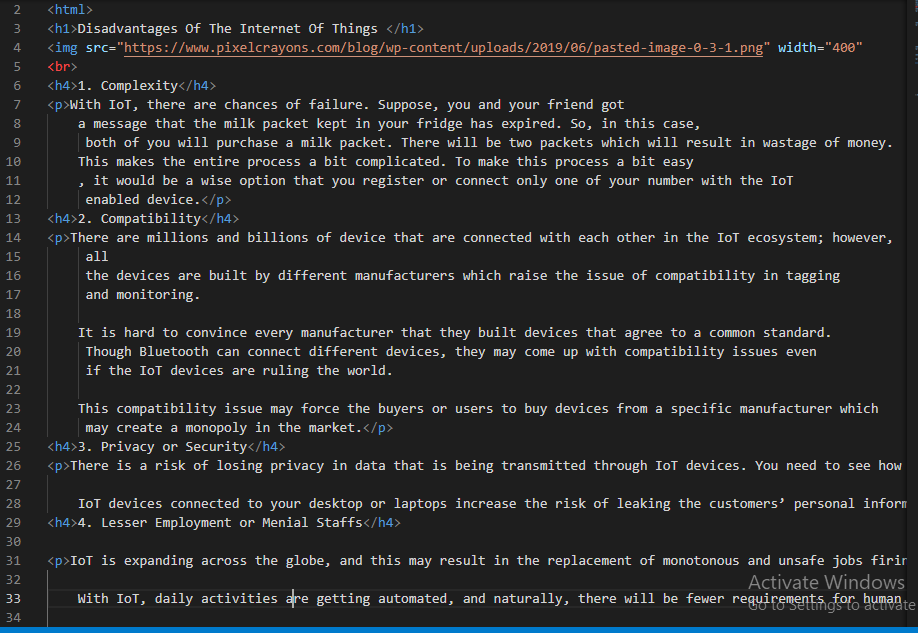 2 <html>
3 <h1>Disadvantages Of The Internet Of Things </h1>
4 <img src="https://www.pixelcrayons.com/blog/wp-content/uploads/2019/06/pasted-image-0-3-1.png" width="400"
5 <br>
6 <h4>1. Complexity</h4>
7 <p>With IoT, there are chances of failure. Suppose, you and your friend got
8 a message that the milk packet kept in your fridge has expired. So, in this case,
9 both of you will purchase a milk packet. There will be two packets which will result in wastage of money.
10 This makes the entire process a bit complicated. To make this process a bit easy
11 , it would be a wise option that you register or connect only one of your number with the IoT
12 enabled device.</p>
13 <h4>2. Compatibility</h4>
14 <p>There are millions and billions of device that are connected with each other in the IoT ecosystem; however,
15 all
16 the devices are built by different manufacturers which raise the issue of compatibility in tagging
17 and monitoring.
18
19 It is hard to convince every manufacturer that they built devices that agree to a common standard.
20 Though Bluetooth can connect different devices, they may come up with compatibility issues even
21 if the IoT devices are ruling the world.
22
23 This compatibility issue may force the buyers or users to buy devices from a specific manufacturer which
24 may create a monopoly in the market.</p>
25 <h4>3. Privacy or Security</h4>
26 <p>There is a risk of losing privacy in data that is being transmitted through IoT devices. You need to see how
27
28 IoT devices connected to your desktop or laptops increase the risk of leaking the customers’ personal inform
29 <h4>4. Lesser Employment or Menial Staffs</h4>
30
31 <p>IoT is expanding across the globe, and this may result in the replacement of monotonous and unsafe jobs firin
32
Activate Windows
33 With IoT, daily activities are getting automated, and naturally, there will be fewer requirements for human
Go to Settings to activate
34